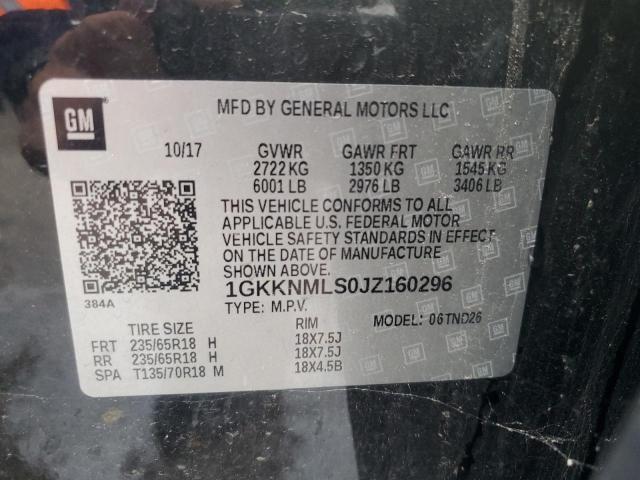 GM
MFD BY GENERAL MOTORS LLC
10/17 GVWR GAWR FRT GAWR RR
2722 KG 1350 KG 1545 KG
6001 LB 2976 LB 3406 LB
THIS VEHICLE CONFORMS TO ALL
APPLICABLE U.S. FEDERAL MOTOR
VEHICLE SAFETY STANDARDS IN EFFECT
ON THE DATE OF MANUFACTURE
SHOWN ABOVE.
384A
1GKKNMLS0JZ160296
TYPE: M.P.V. MODEL: 06TND26
TIRE SIZE RIM
FRT 235/65R18 H 18X7.5J
RR 235/65R18 H 18X7.5J
SPA T135/70R18 M 18X4.5B